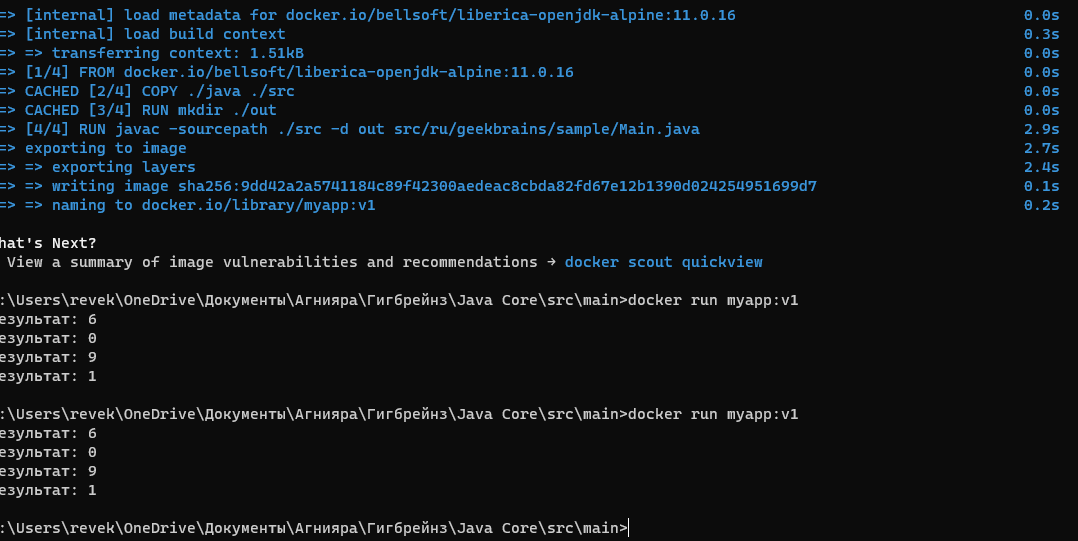 => [internal] load metadata for docker.io/bellsoft/liberica-openjdk-alpine:11.0.16 0.0s
=> [internal] load build context 0.3s
=> => transferring context: 1.51kB 0.0s
=> [1/4] FROM docker.io/bellsoft/liberica-openjdk-alpine:11.0.16 0.0s
=> CACHED [2/4] COPY ./java ./src 0.0s
=> CACHED [3/4] RUN mkdir ./out 0.0s
=> [4/4] RUN javac -sourcepath ./src -d out src/ru/geekbrains/sample/Main.java 2.9s
=> exporting to image 2.7s
=> => exporting layers 2.4s
=> => writing image sha256:9dd42a2a5741184c89f42300aedeac8cbda82fd67e12b1390d024254951699d7 0.1s
=> => naming to docker.io/library/myapp:v1 0.2s
hat's Next?
View a summary of image vulnerabilities and recommendations → docker scout quickview
:\Users\revek\OneDrive\Документы\Агнияра\Гигбрейнз\Java Core\src\main>docker run myapp:v1
езультат: 6
езультат: 0
езультат: 9
езультат: 1
:\Users\revek\OneDrive\Документы\Агнияра\Гигбрейнз\Java Core\src\main>docker run myapp:v1
езультат: 6
езультат: 0
езультат: 9
езультат: 1
:\Users\revek\OneDrive\Документы\Агнияра\Гигбрейнз\Java Core\src\main>